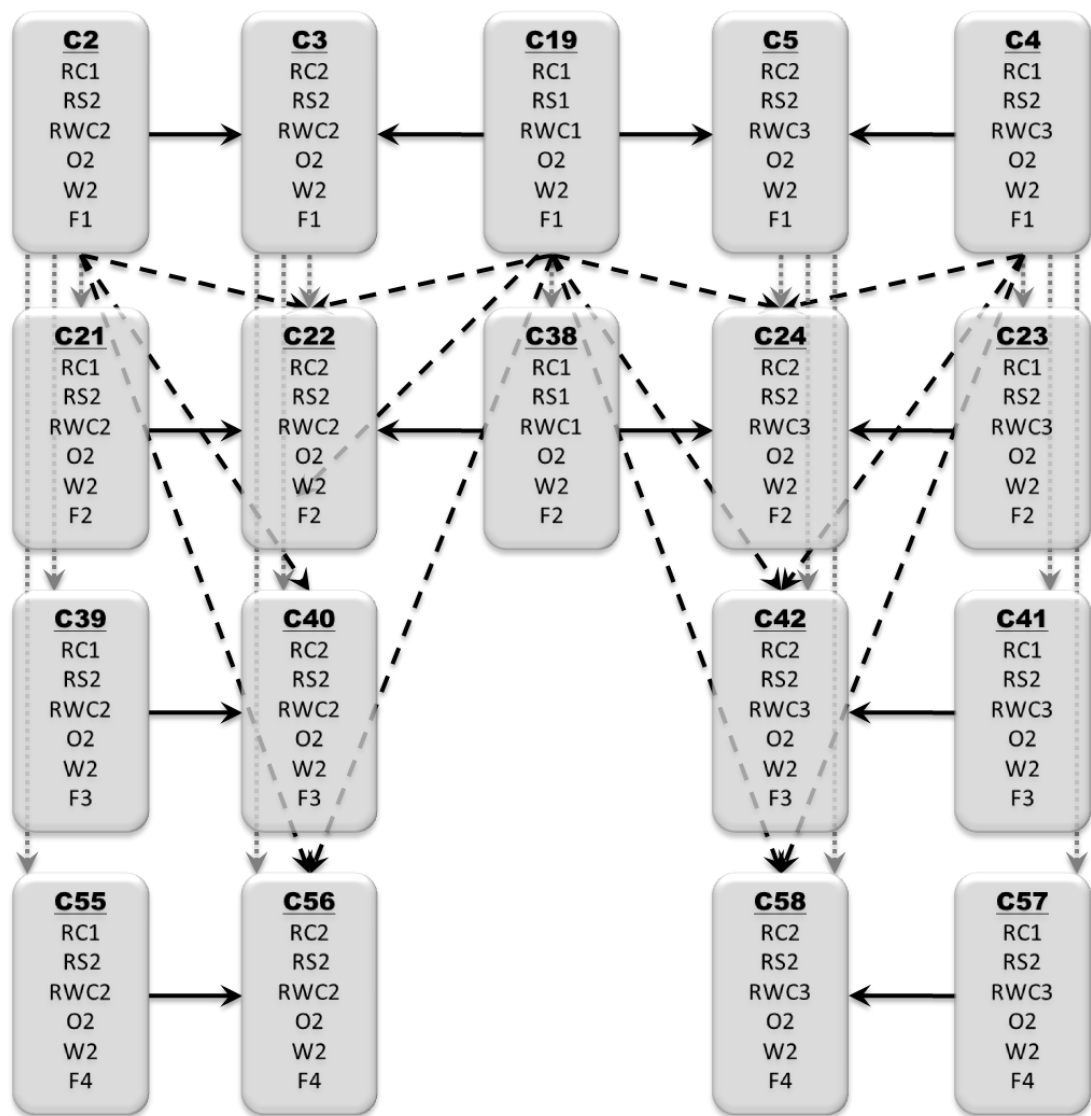 C2
RC1
RS2
RWC2
O2
W2
F1
C3
RC2
RS2
RWC2
O2
W2
F1
C19
RC1
RS1
RWC1
O2
W2
F1
C5
RC2
RS2
RWC3
O2
W2
F1
C4
RC1
RS2
RWC3
O2
W2
F1
C21
RC1
RS2
RWC2
O2
W2
F2
C22
RC2
RS2
RWC2
O2
W2
F2
C38
RC1
RS1
RWC1
O2
W2
F2
C24
RC2
RS2
RWC3
O2
W2
F2
C23
RC1
RS2
RWC3
O2
W2
F2
C39
RC1
RS2
RWC2
O2
W2
F3
C40
RC2
RS2
RWC2
O2
W2
F3
C42
RC2
RS2
RWC3
O2
W2
F3
C41
RC1
RS2
RWC3
O2
W2
F3
C55
RC1
RS2
RWC2
O2
W2
F4
C56
RC2
RS2
RWC2
O2
W2
F4
C58
RC2
RS2
RWC3
O2
W2
F4
C57
RC1
RS2
RWC3
O2
W2
F4